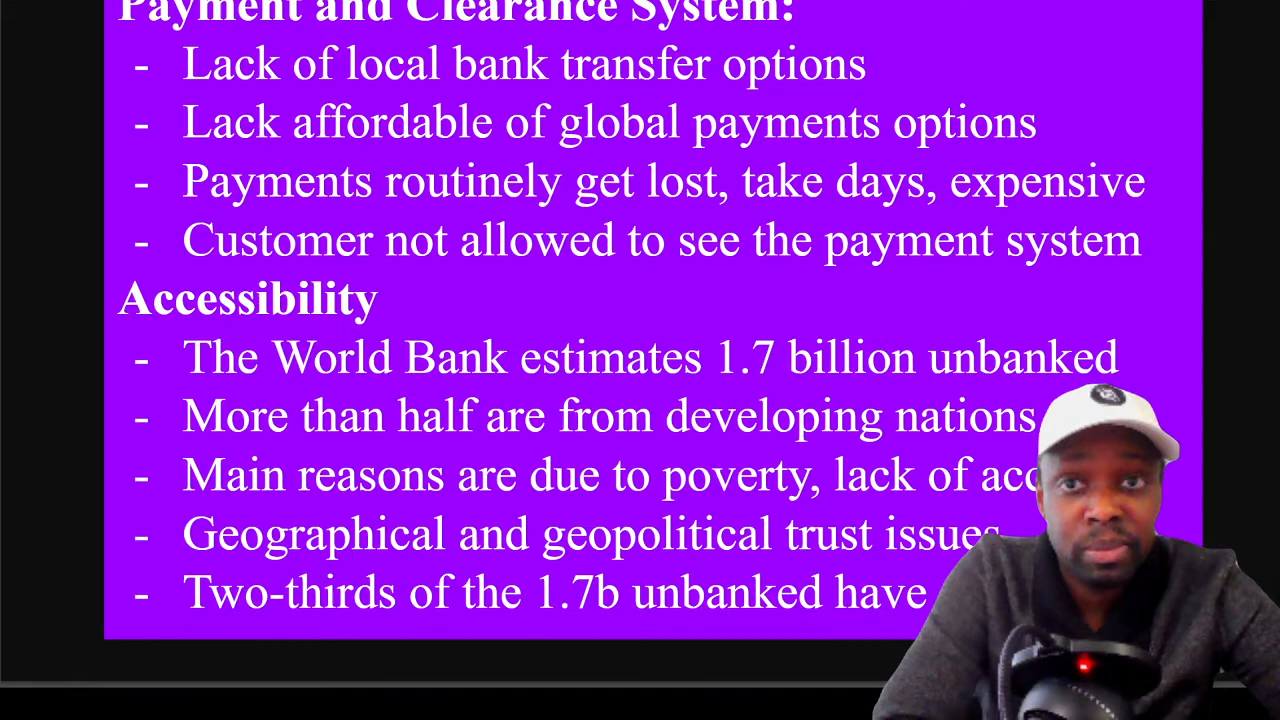 Payment and Clearance System:
- Lack of local bank transfer options
- Lack affordable of global payments options
- Payments routinely get lost, take days, expensive
- Customer not allowed to see the payment system
Accessibility
- The World Bank estimates 1.7 billion unbanked
- More than half are from developing nations
- Main reasons are due to poverty, lack of
- Geographical and geopolitical trust issues
- Two-thirds of the 1.7b unbanked have